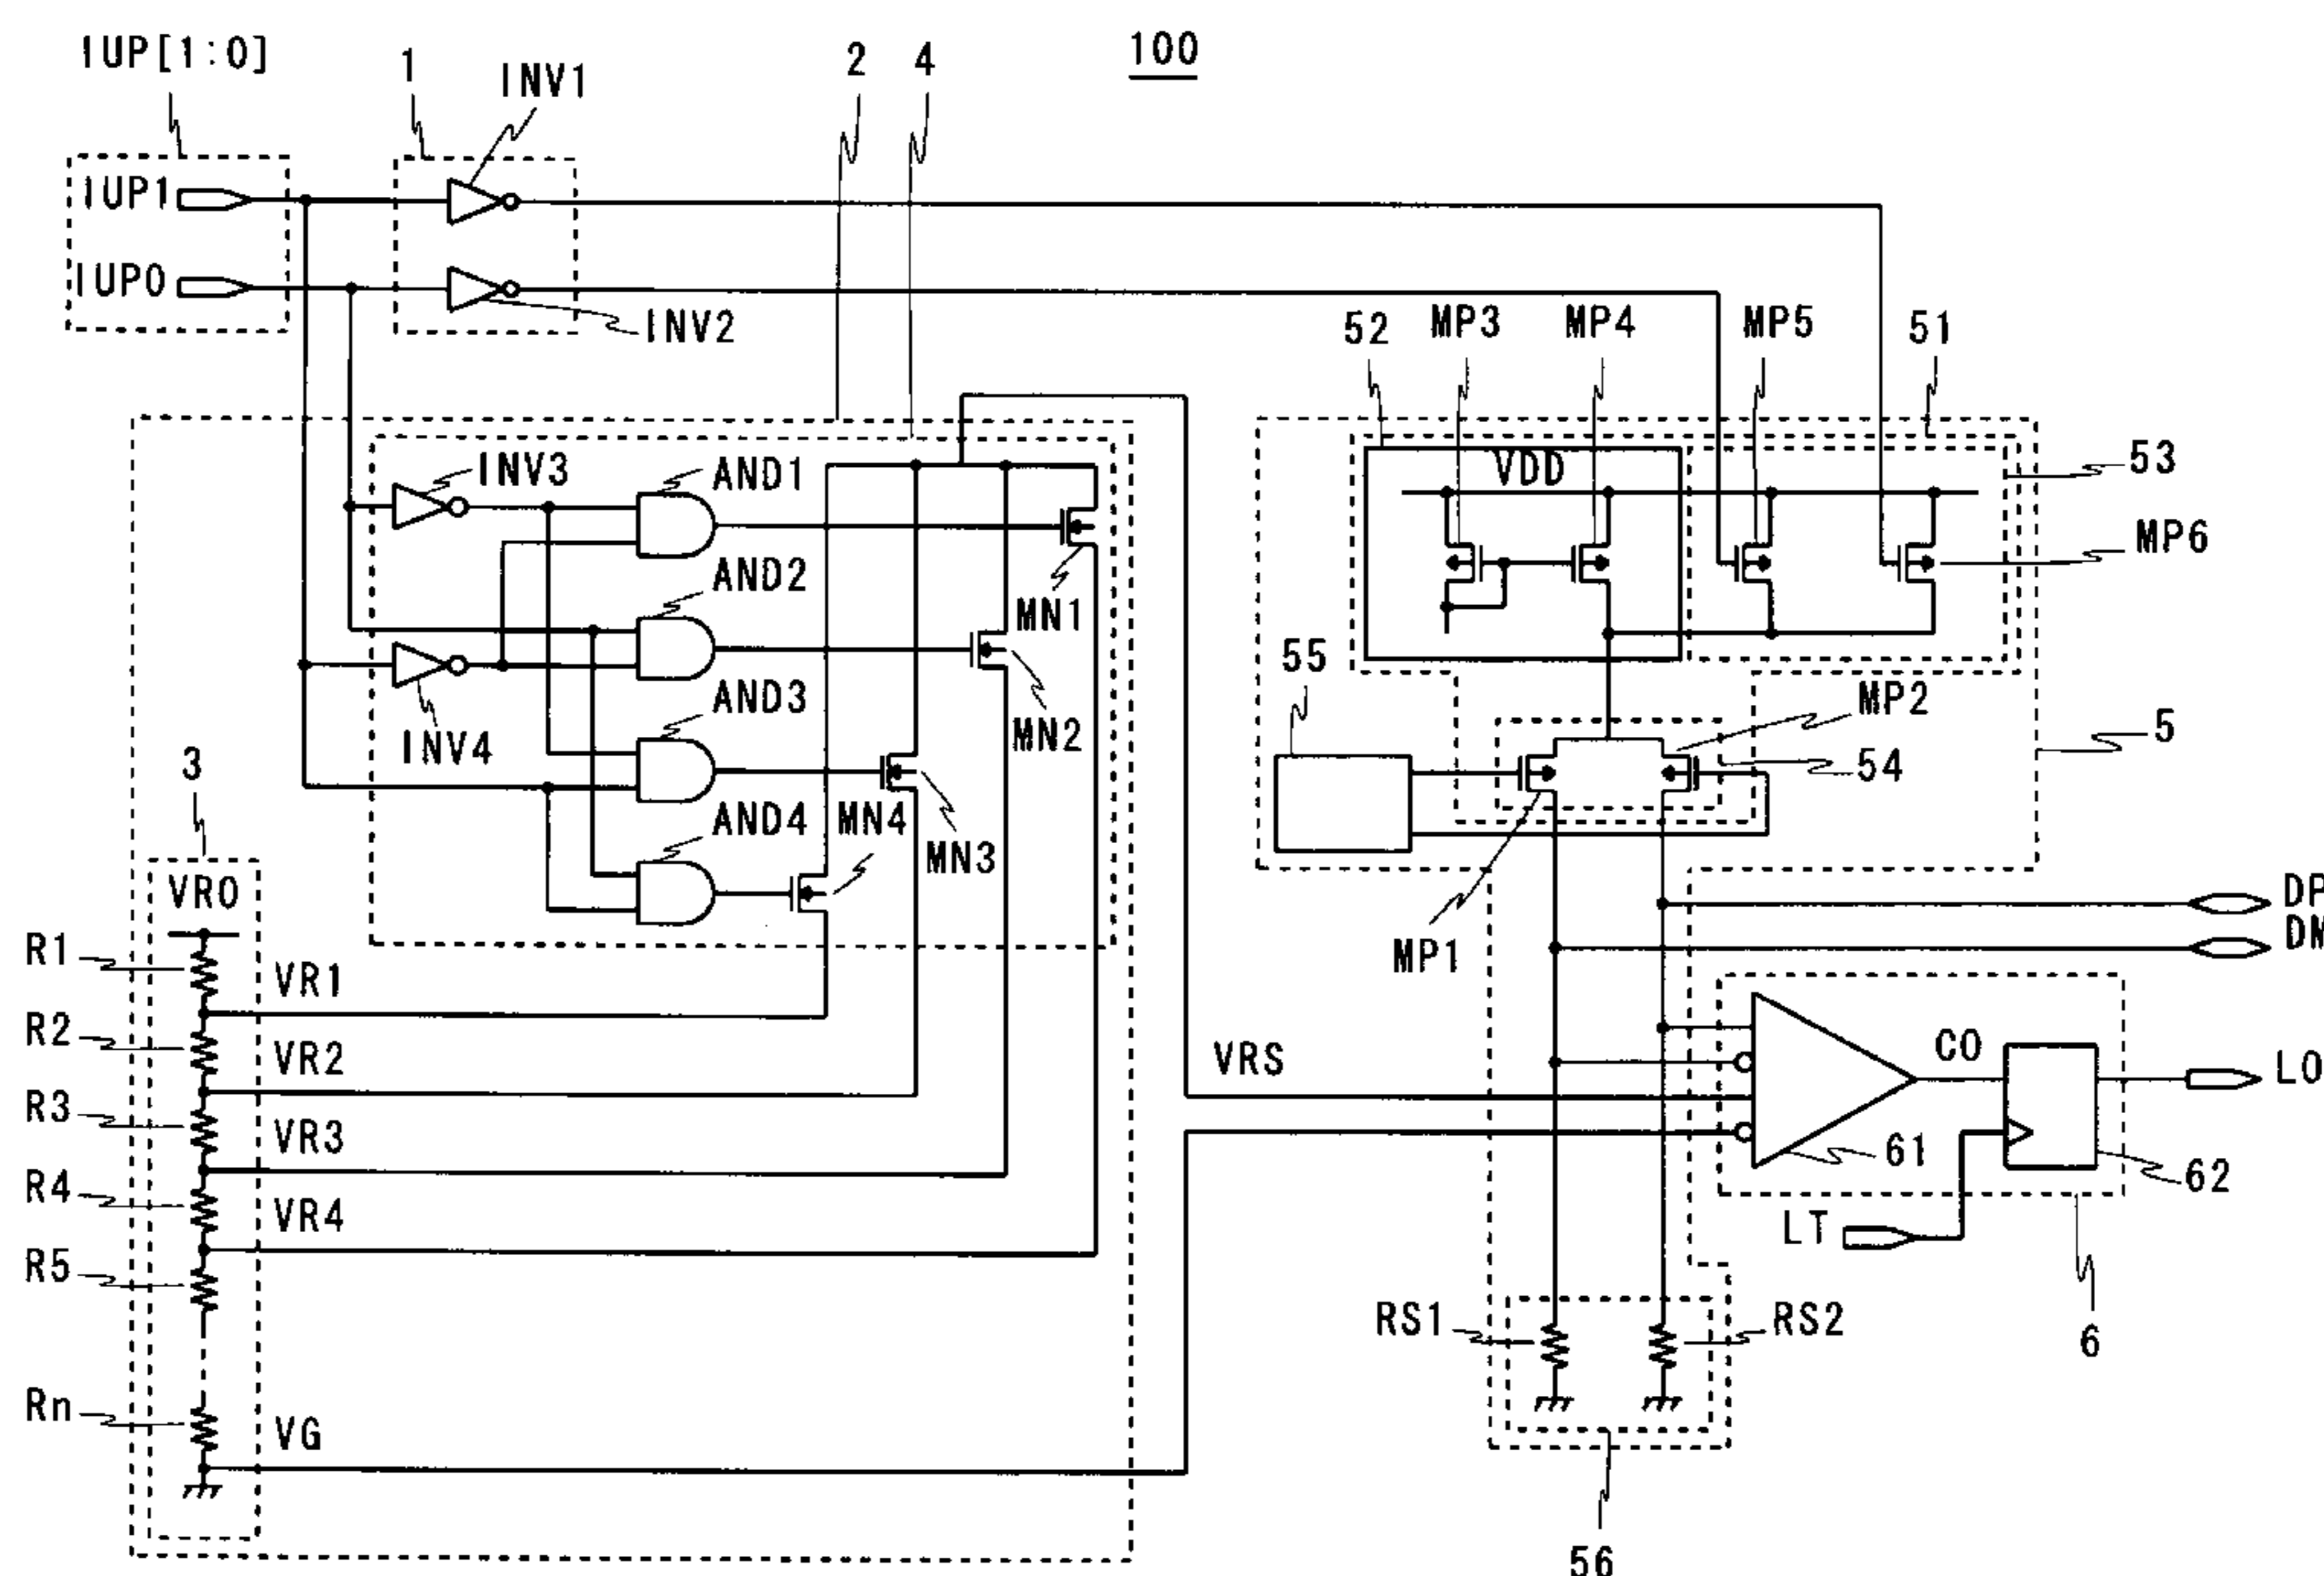 100
IUP[1:0]
1
INV1
2
4
IUP1
IUP0
INV2
52
MP3
MP4
MP5
51
INV3
AND1
VDD
53
MP6
AND2
MN1
55
AND3
MN2
MP2
INV4
5
3
54
AND4
MN4
MN3
VR0
DP
DM
R1
VR1
MP1
R2
VR2
VRS
CO
LO
R3
VR3
61
62
R4
VR4
LT
R5
RS1
RS2
6
Rn
VG
56